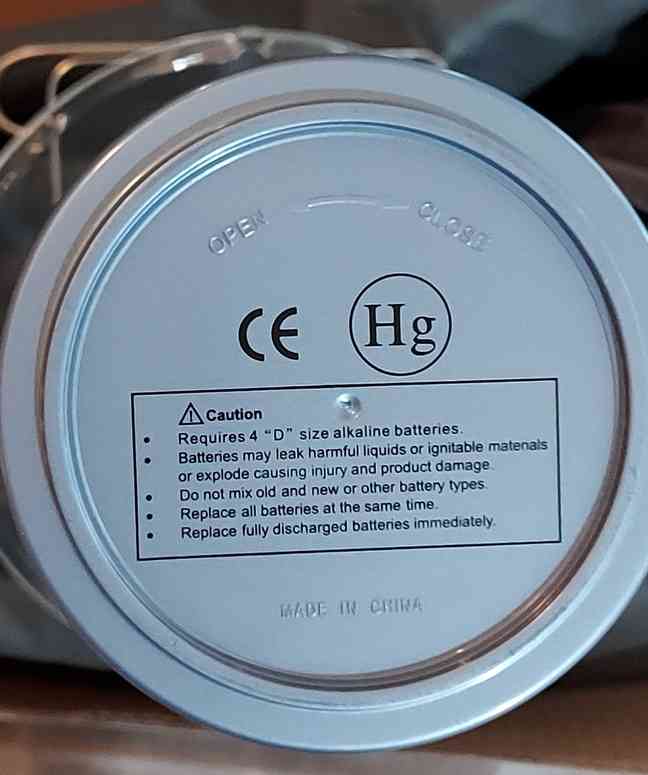 OPEN CLOSE
CE Hg
⚠ Caution
• Requires 4 “D” size alkaline batteries.
• Batteries may leak harmful liquids or ignitable materials
or explode causing injury and product damage.
• Do not mix old and new or other battery types.
• Replace all batteries at the same time.
• Replace fully discharged batteries immediately.
MADE IN CHINA